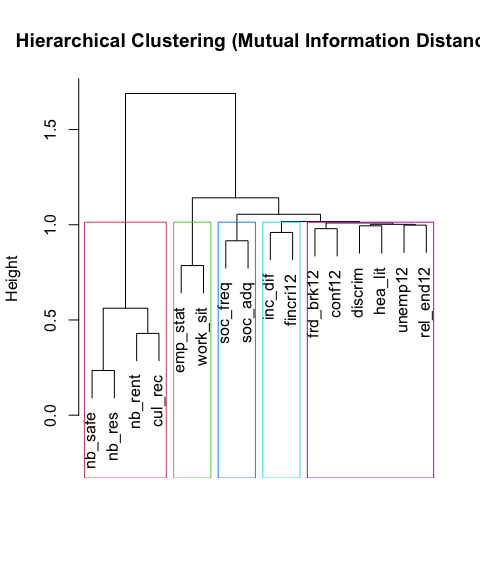 Hierarchical Clustering (Mutual Information Distanc
Height
1.5
1.0
0.5
0.0
nb_safe
nb_res
nb_rent
cul_rec
emp_stat
work_sit
soc_freq
soc_adq
inc_dif
fincri12
frd_brk12
conf12
discrim
hea_lit
unemp12
rel_end12